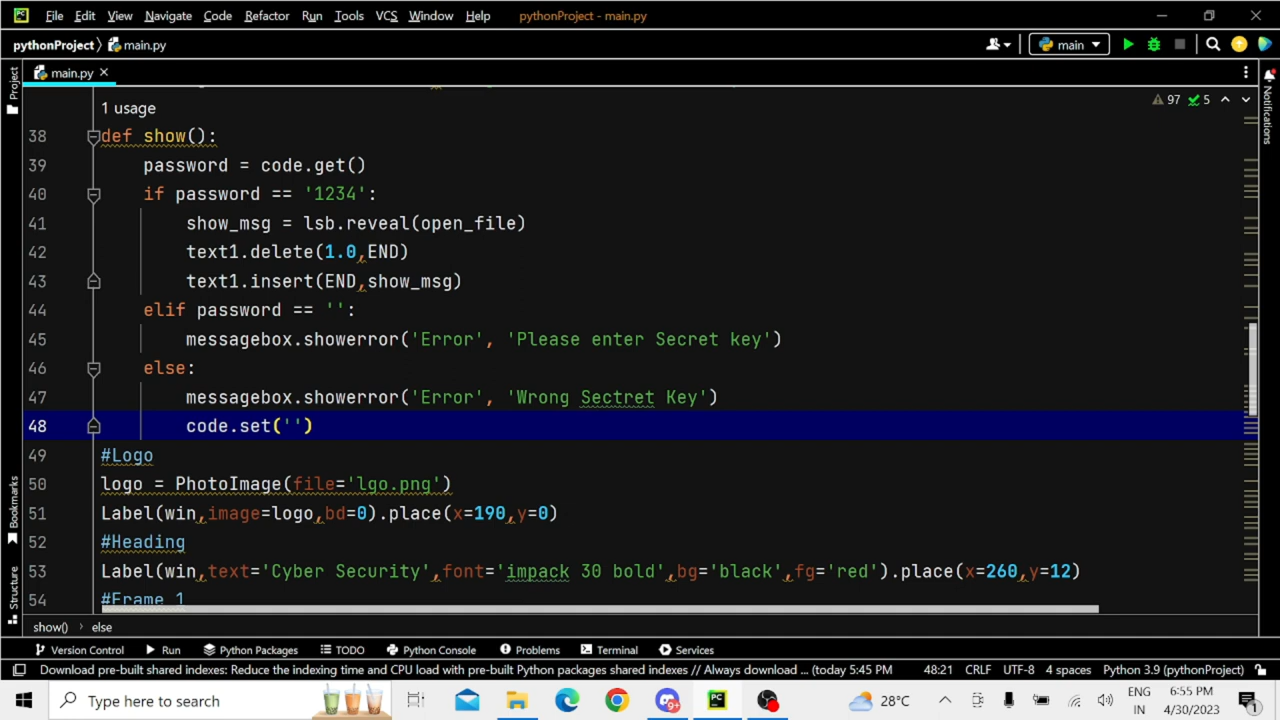 File Edit View Navigate Code Refactor Run Tools VCS Window Help pythonProject - main.py
pythonProject main.py main
Project main.py × Notifications
1 usage 97 5
38 def show():
39 password = code.get()
40 if password == '1234':
41 show_msg = lsb.reveal(open_file)
42 text1.delete(1.0,END)
43 text1.insert(END,show_msg)
44 elif password == '':
45 messagebox.showerror('Error', 'Please enter Secret key')
46 else:
47 messagebox.showerror('Error', 'Wrong Sectret Key')
48 code.set('')
49 #Logo
50 logo = PhotoImage(file='lgo.png')
51 Label(win,image=logo,bd=0).place(x=190,y=0)
52 #Heading
53 Label(win,text='Cyber Security',font='impack 30 bold',bg='black',fg='red').place(x=260,y=12)
54 #Frame 1
Bookmarks
Structure
show() › else
Version Control Run Python Packages TODO Python Console Problems Terminal Services
Download pre-built shared indexes: Reduce the indexing time and CPU load with pre-built Python packages shared indexes // Always download ... (today 5:45 PM 48:21 CRLF UTF-8 4 spaces Python 3.9 (pythonProject)
Type here to search PC 9+ 28°C ENG IN 6:55 PM 4/30/2023 1